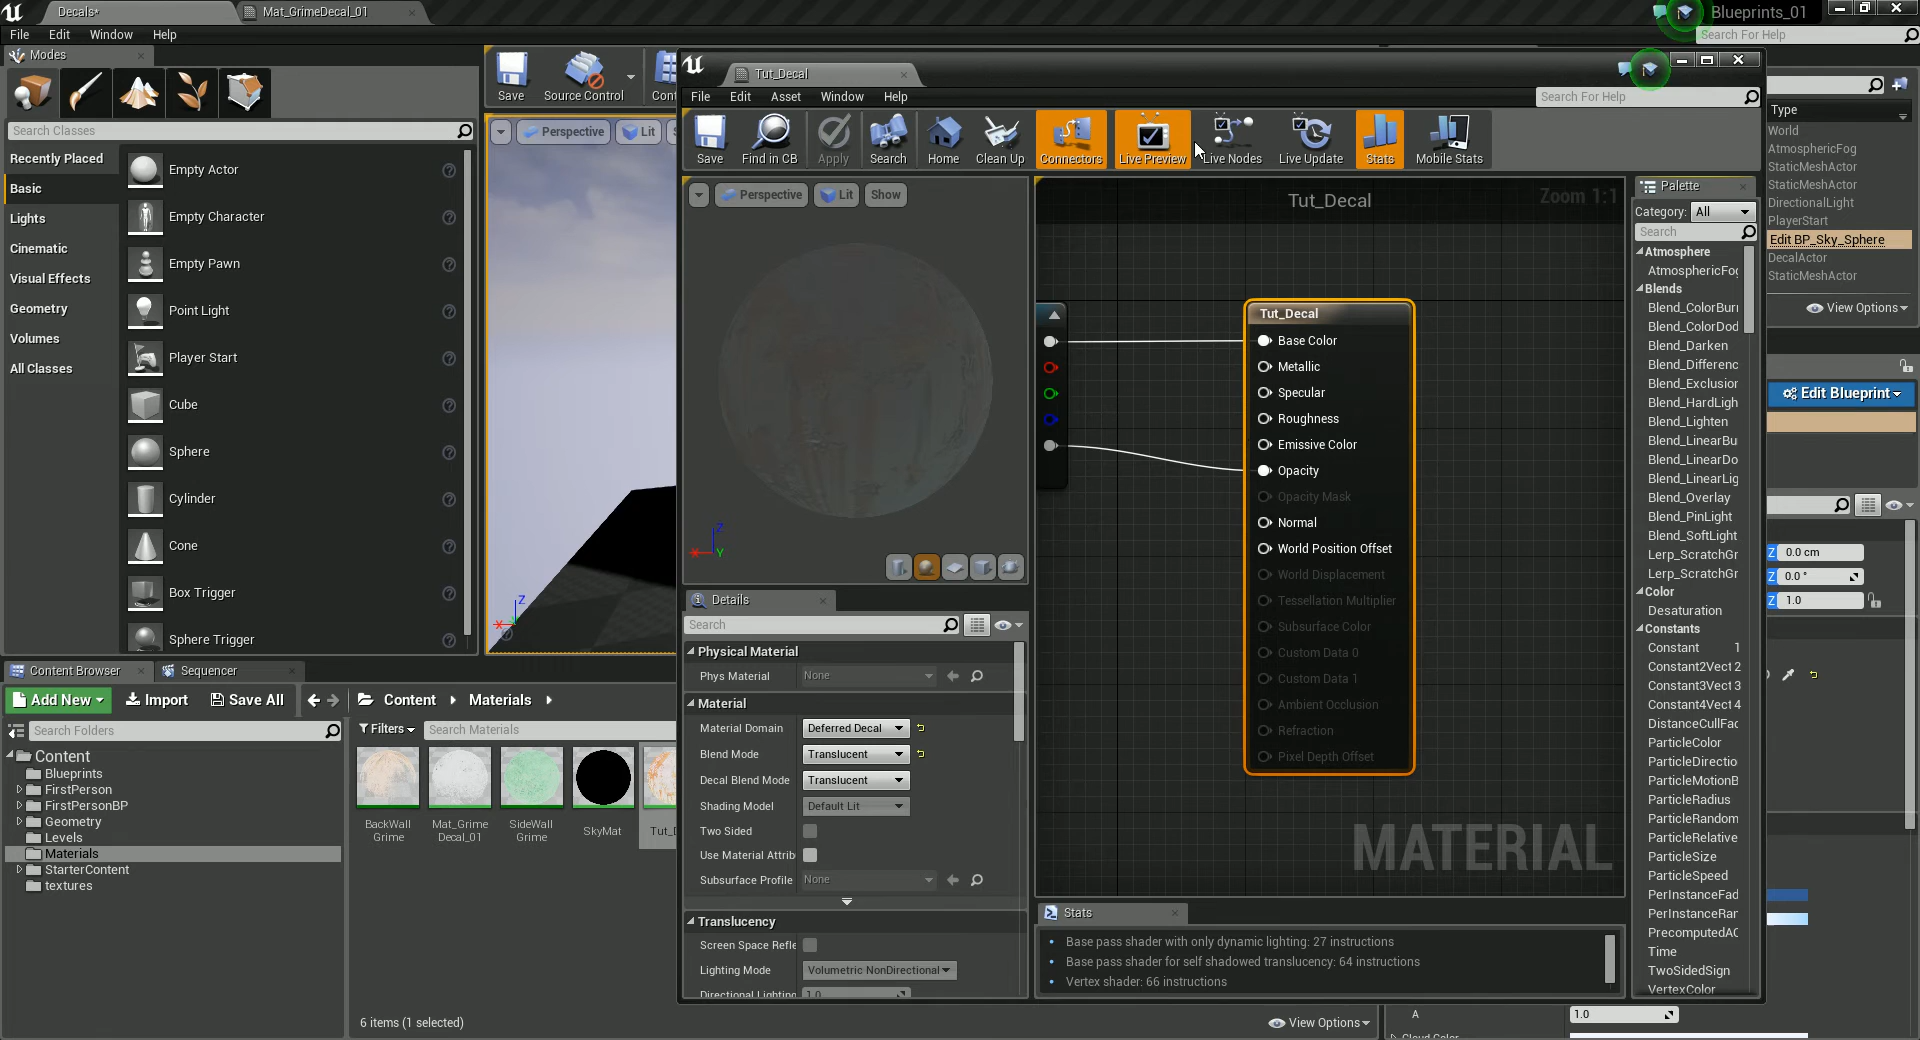 Decals*
Mat_GrimeDecal_01
Blueprints_01
File Edit Window Help
Search For Help
Modes
Search Classes
Recently Placed
Basic
Lights
Cinematic
Visual Effects
Geometry
Volumes
All Classes
Empty Actor
Empty Character
Empty Pawn
Point Light
Player Start
Cube
Sphere
Cylinder
Cone
Box Trigger
Sphere Trigger
Save
Source Control
Perspective
Lit
Tut_Decal
File Edit Asset Window Help
Search For Help
Save
Find in CB
Apply
Search
Home
Clean Up
Connectors
Live Preview
Live Nodes
Live Update
Stats
Mobile Stats
Perspective
Lit
Show
Z
Y
Z
Tut_Decal
Zoom 1:1
Tut_Decal
Base Color
Metallic
Specular
Roughness
Emissive Color
Opacity
Opacity Mask
Normal
World Position Offset
World Displacement
Tessellation Multiplier
Subsurface Color
Custom Data 0
Custom Data 1
Ambient Occlusion
Refraction
Pixel Depth Offset
MATERIAL
Details
Search
Physical Material
Phys Material None
Material
Material Domain Deferred Decal
Blend Mode Translucent
Decal Blend Mode Translucent
Shading Model Default Lit
Two Sided
Use Material Attrib
Subsurface Profile None
Translucency
Screen Space Refle
Lighting Mode Volumetric NonDirectional
Directional Lighting 1.0
Stats
Base pass shader with only dynamic lighting: 27 instructions
Base pass shader for self shadowed translucency: 64 instructions
Vertex shader: 66 instructions
Palette
Category: All
Search
Atmosphere
AtmosphericFog
Blends
Blend_ColorBurn
Blend_ColorDod
Blend_Darken
Blend_Differenc
Blend_Exclusion
Blend_HardLigh
Blend_Lighten
Blend_LinearBu
Blend_LinearDo
Blend_LinearLig
Blend_Overlay
Blend_PinLight
Blend_SoftLight
Lerp_ScratchGr
Lerp_ScratchGr
Color
Desaturation
Constants
Constant 1
Constant2Vect 2
Constant3Vect 3
Constant4Vect 4
DistanceCullFad
ParticleColor
ParticleDirectio
ParticleMotionB
ParticleRadius
ParticleRandom
ParticleRelative
ParticleSize
ParticleSpeed
PerInstanceFad
PerInstanceRan
PrecomputedAO
Time
TwoSidedSign
VertexColor
Type
World
AtmosphericFog
StaticMeshActor
StaticMeshActor
DirectionalLight
PlayerStart
Edit BP_Sky_Sphere
DecalActor
StaticMeshActor
View Options
Edit Blueprint
Z 0.0 cm
Z 0.0 °
Z 1.0
A 1.0
Cloud Color
Content Browser
Sequencer
Add New
Import
Save All
Content
Materials
Search Folders
Filters
Search Materials
Content
Blueprints
FirstPerson
FirstPersonBP
Geometry
Levels
Materials
StarterContent
textures
BackWall
Grime
Mat_Grime
Decal_01
SideWall
Grime
SkyMat
6 items (1 selected)
View Options